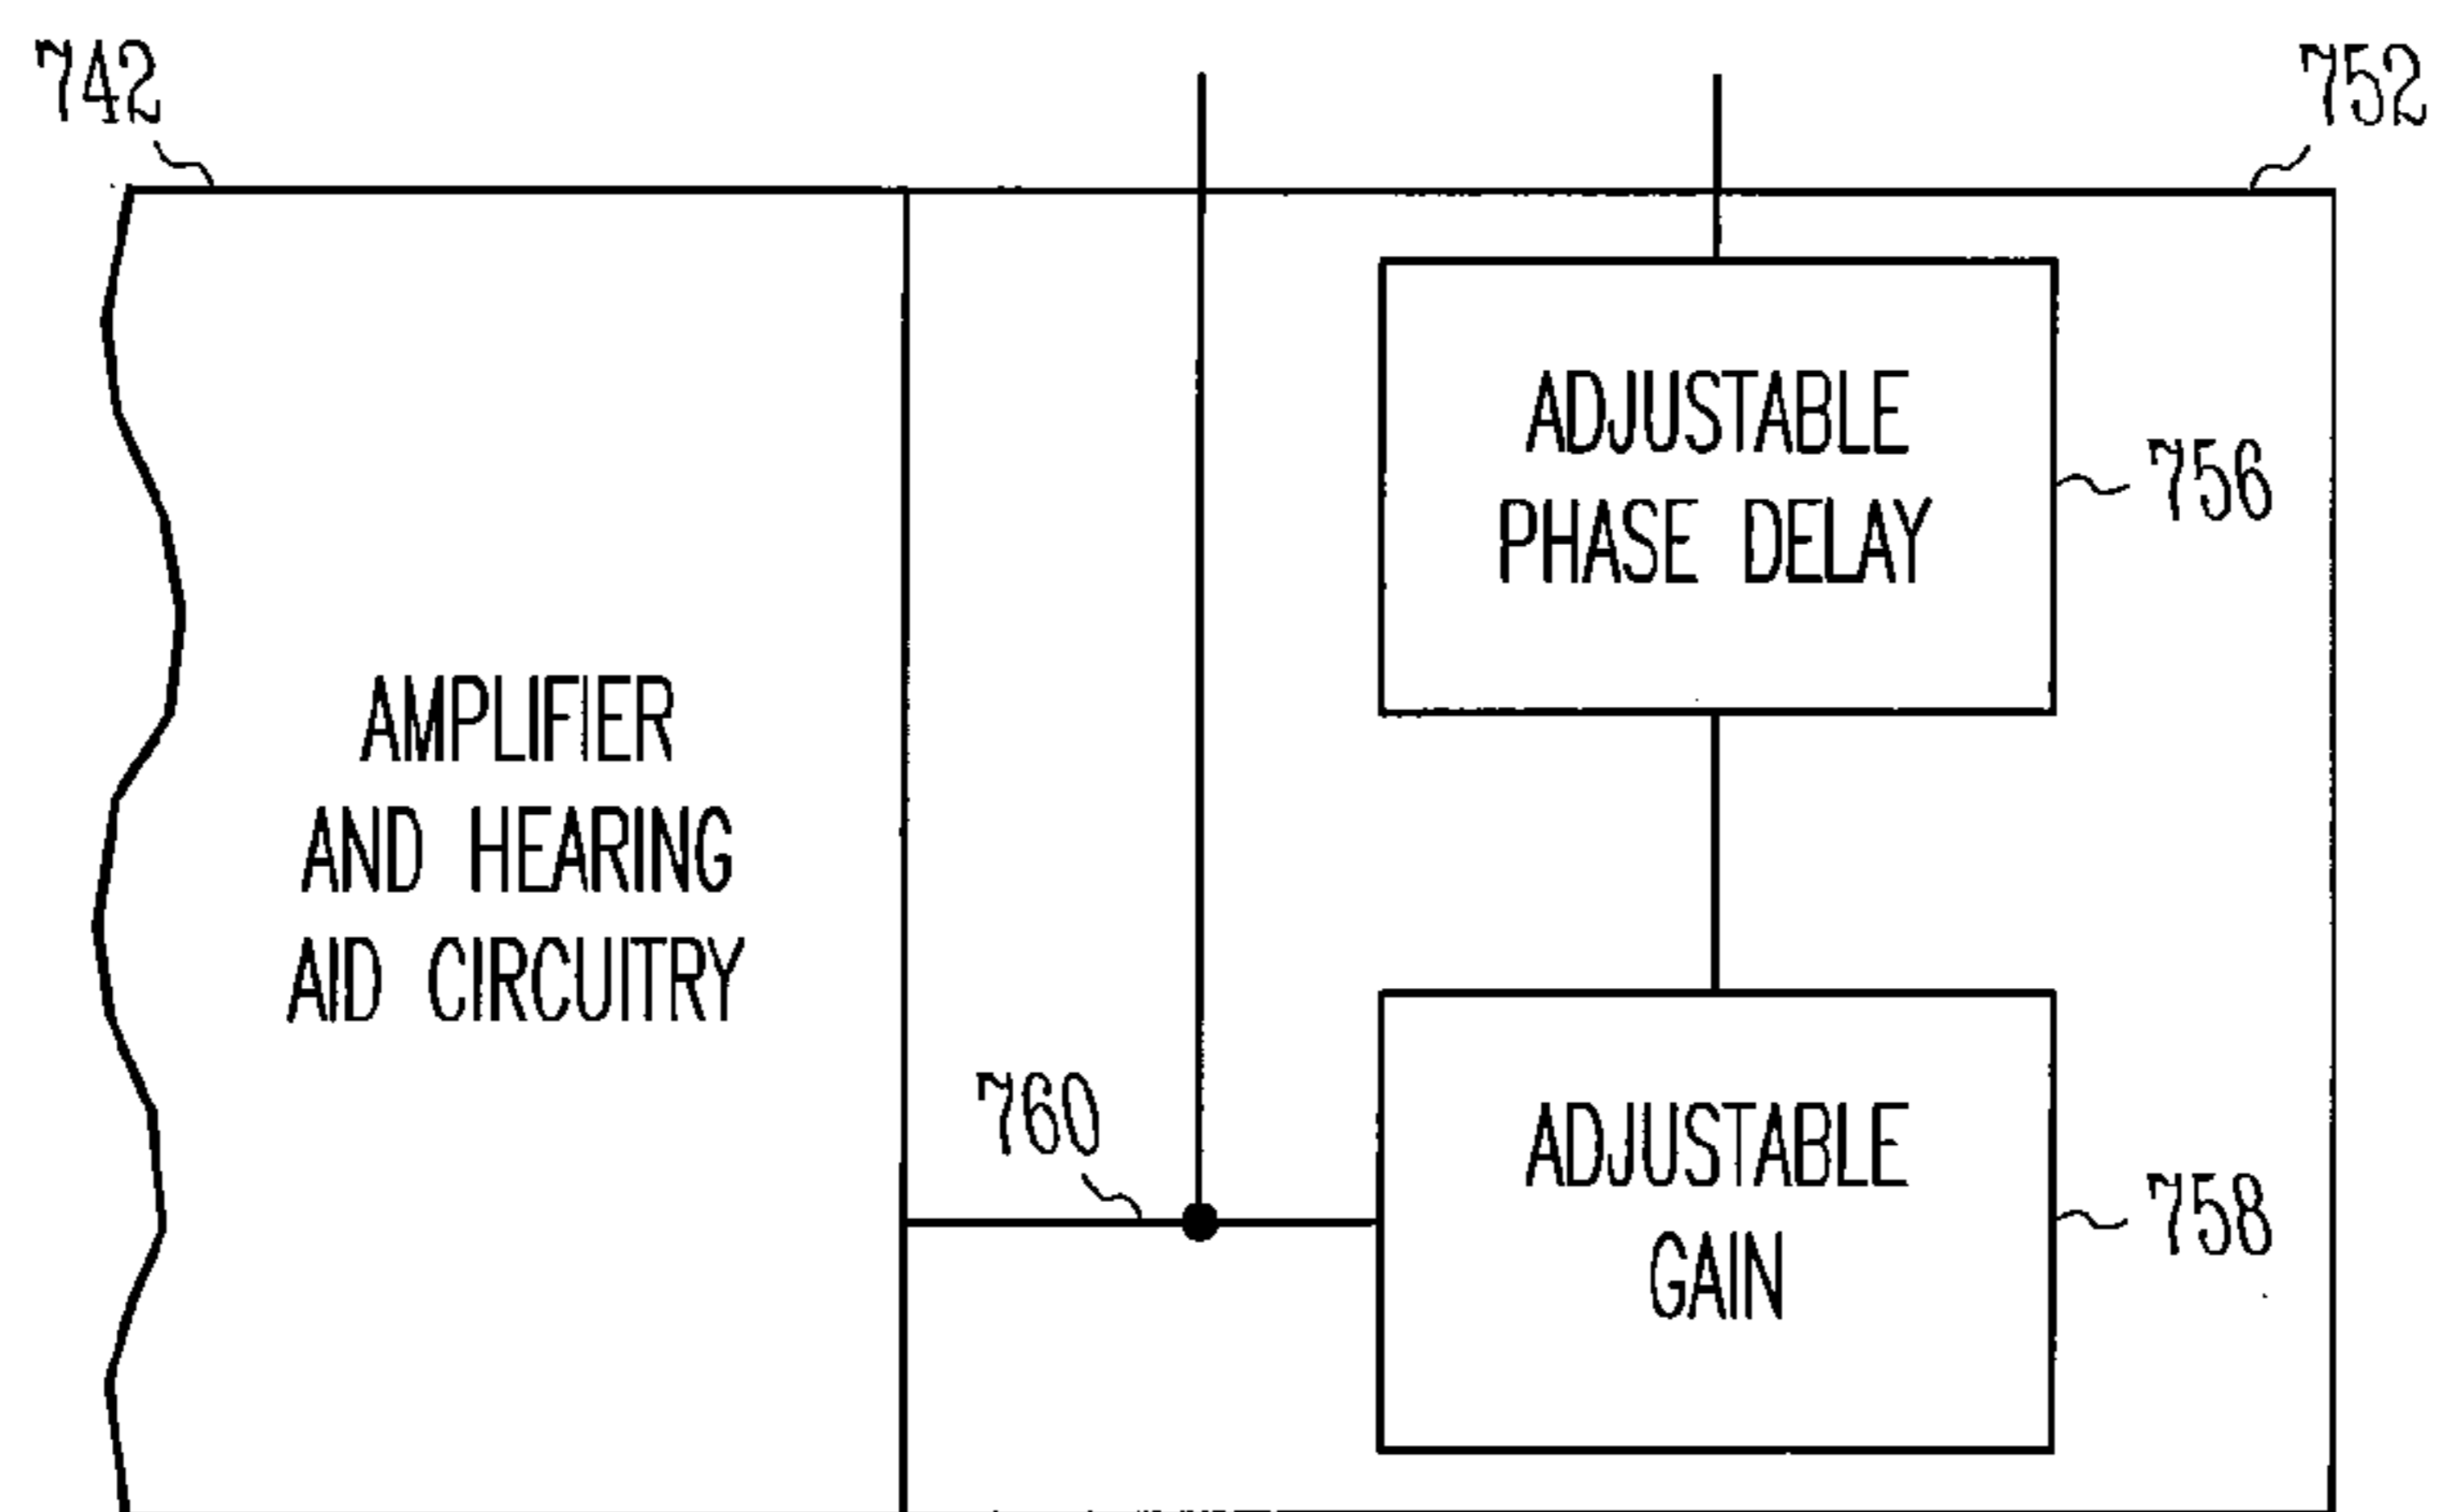 742
752
ADJUSTABLE
PHASE DELAY
756
AMPLIFIER
AND HEARING
AID CIRCUITRY
760
ADJUSTABLE
GAIN
758